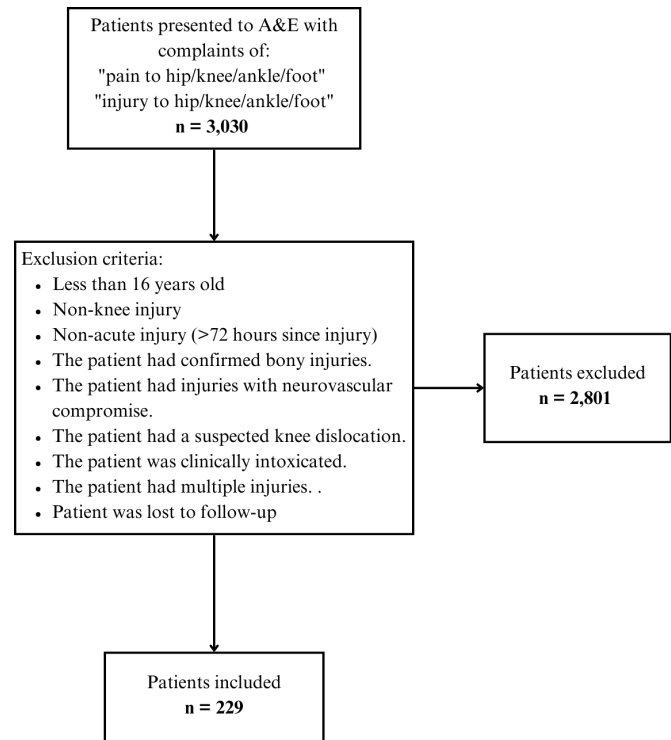 Patients presented to A&E with
complaints of:
"pain to hip/knee/ankle/foot"
"injury to hip/knee/ankle/foot"
n = 3,030
Exclusion criteria:
• Less than 16 years old
• Non-knee injury
• Non-acute injury (>72 hours since injury)
• The patient had confirmed bony injuries.
• The patient had injuries with neurovascular
compromise.
• The patient had a suspected knee dislocation.
• The patient was clinically intoxicated.
• The patient had multiple injuries. .
• Patient was lost to follow-up
Patients excluded
n = 2,801
Patients included
n = 229